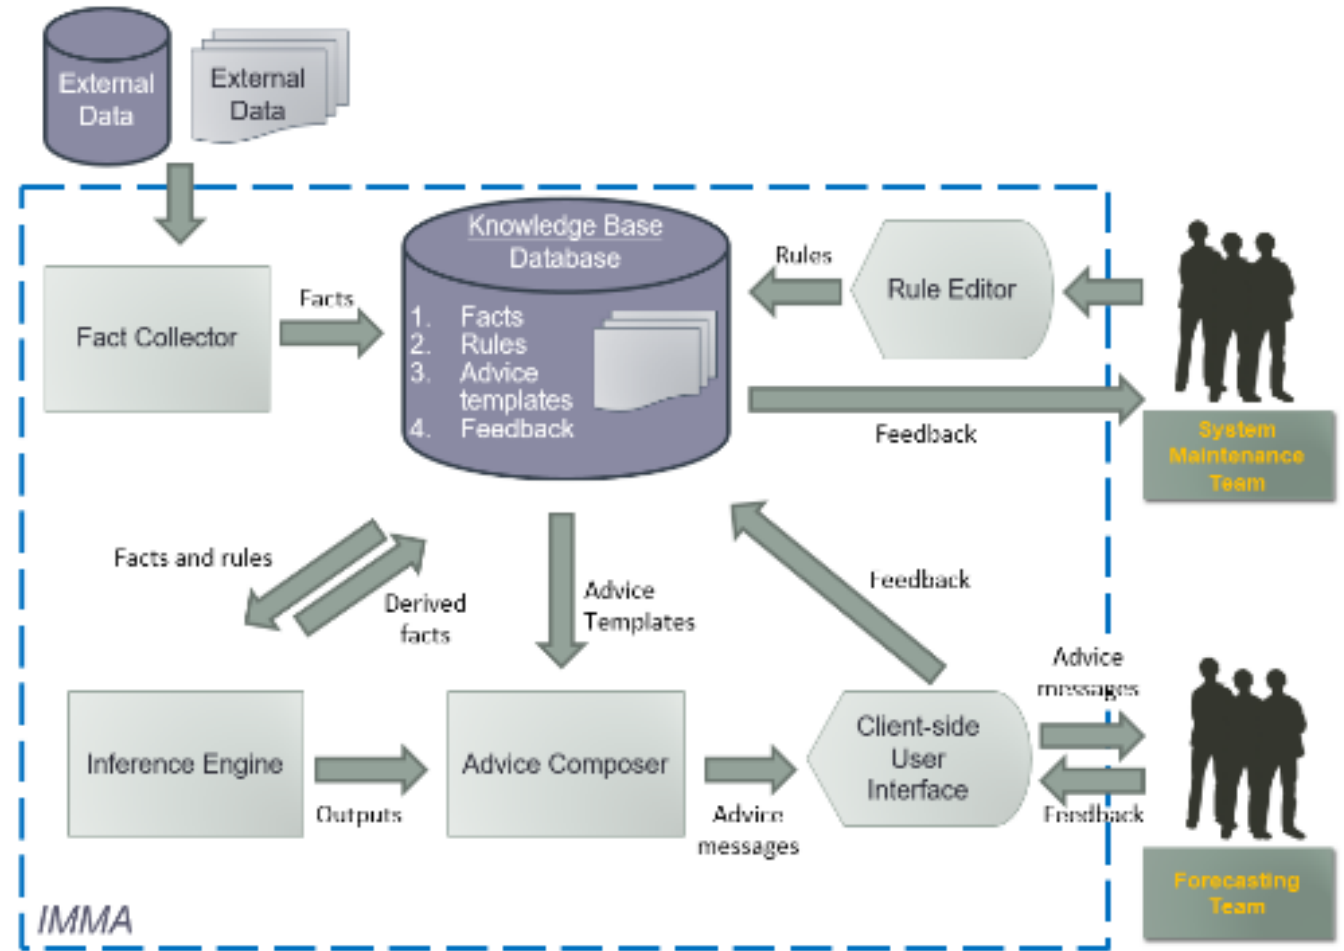 External
Data
External
Data
Knowledge Base
Database
1. Facts
2. Rules
3. Advice
templates
4. Feedback
Fact Collector
Facts
Rules
Rule Editor
Feedback
System
Maintenance
Team
Facts and rules
Derived
facts
Advice
Templates
Feedback
Inference Engine
Outputs
Advice Composer
Advice
messages
Client-side
User
Interface
Advice
messages
Feedback
Forecasting
Team
IMMA